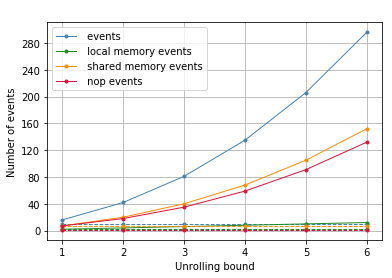 events
local memory events
shared memory events
nop events
Number of events
280
240
200
160
120
80
40
0
1 2 3 4 5 6
Unrolling bound